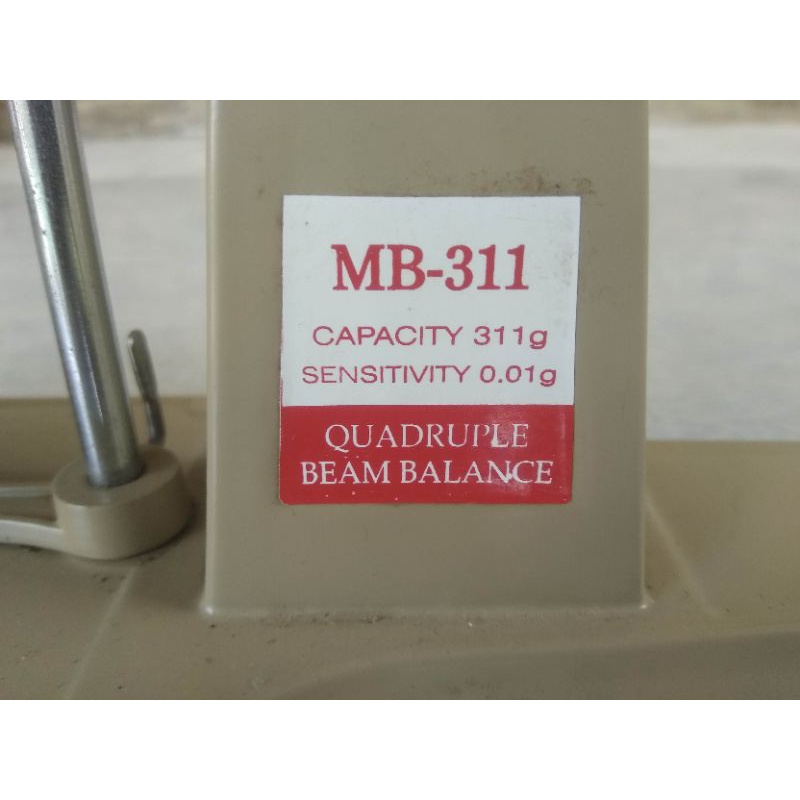 MB-311
CAPACITY 311g
SENSITIVITY 0.01g
QUADRUPLE
BEAM BALANCE